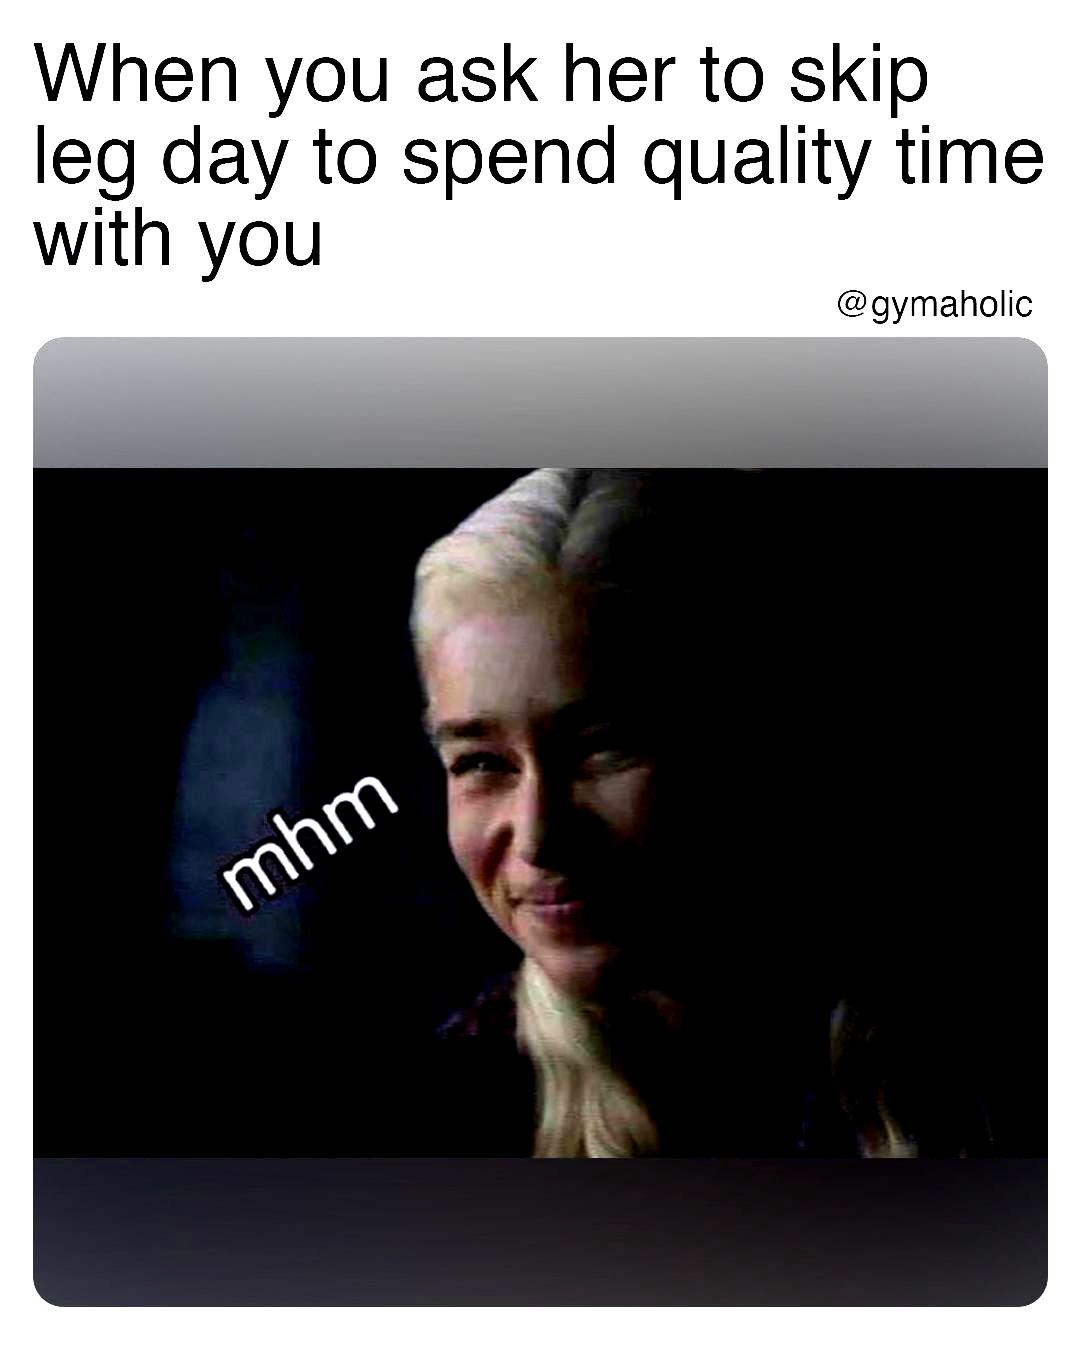 When you ask her to skip
leg day to spend quality time
with you
@gymaholic
mhm